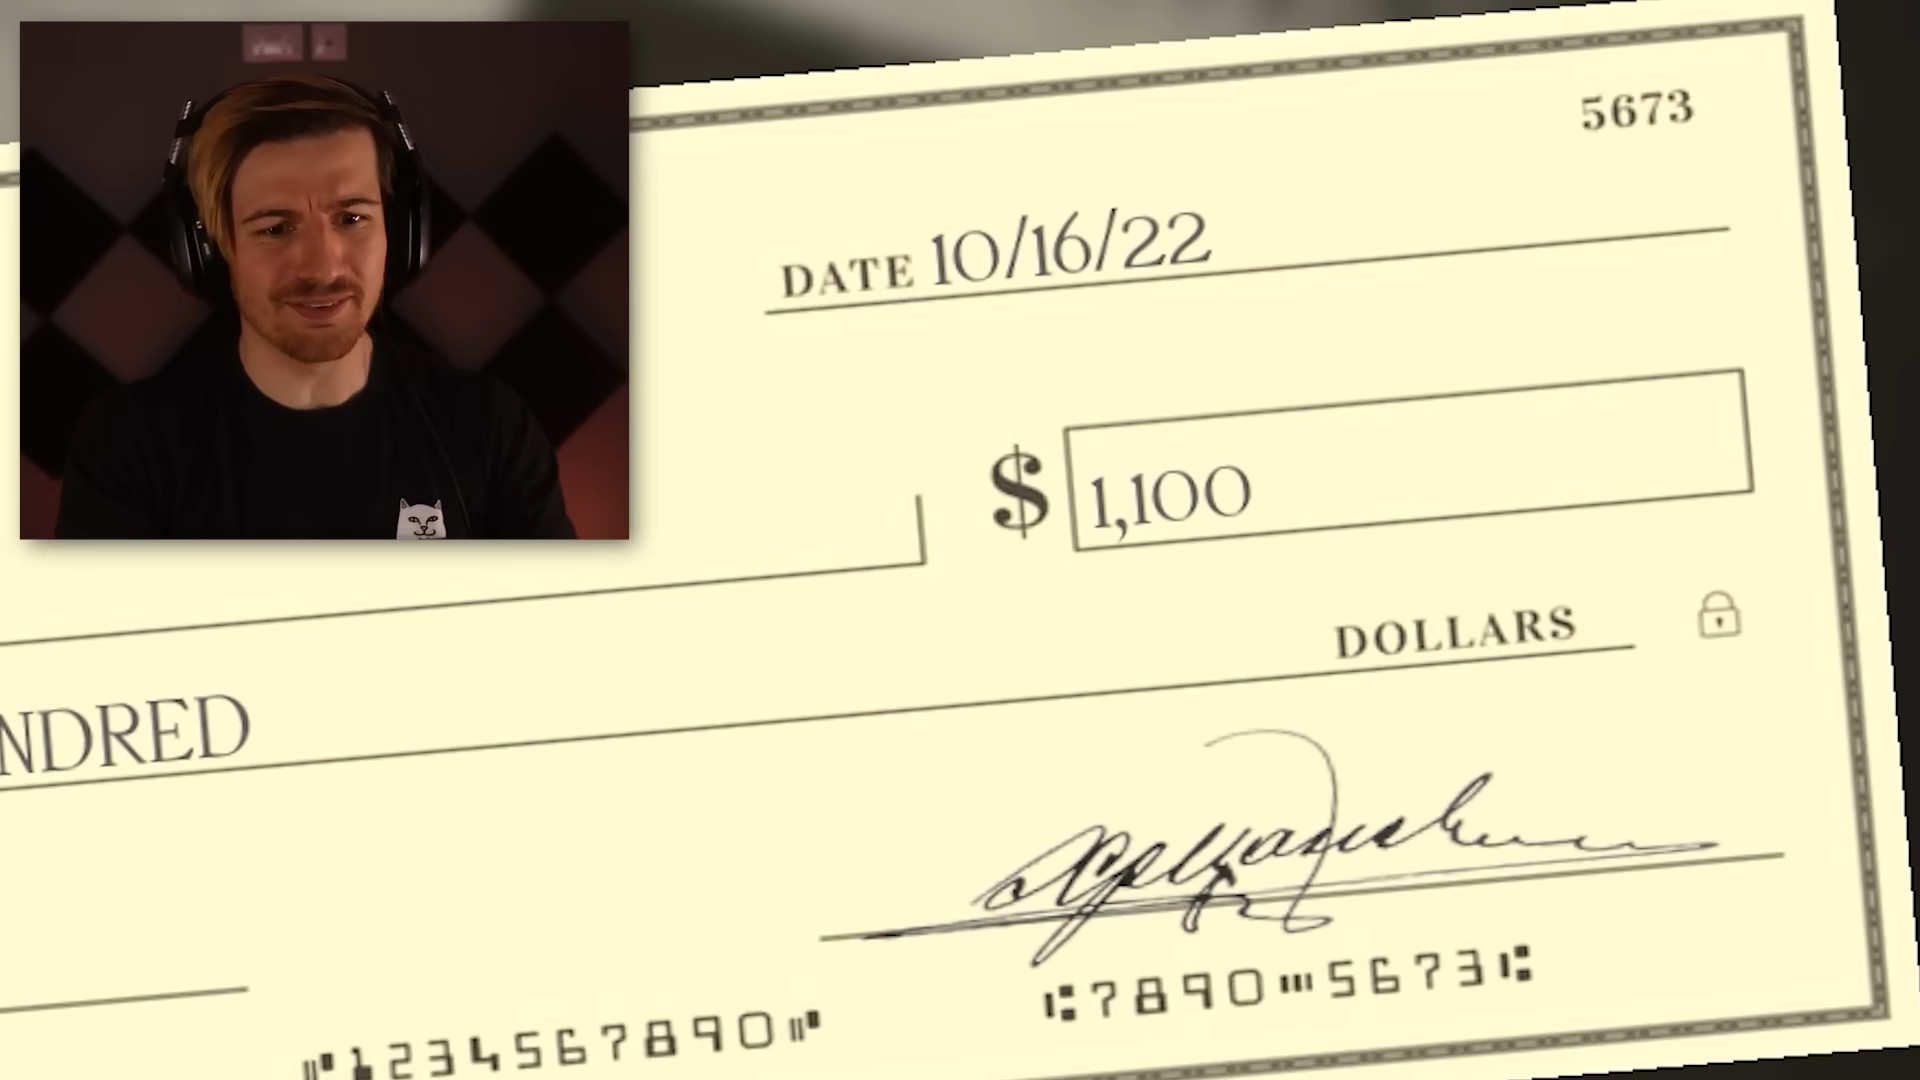 5673
DATE 10/16/22
$ 1,100
DOLLARS
NDRED
1234567890
7890 5673